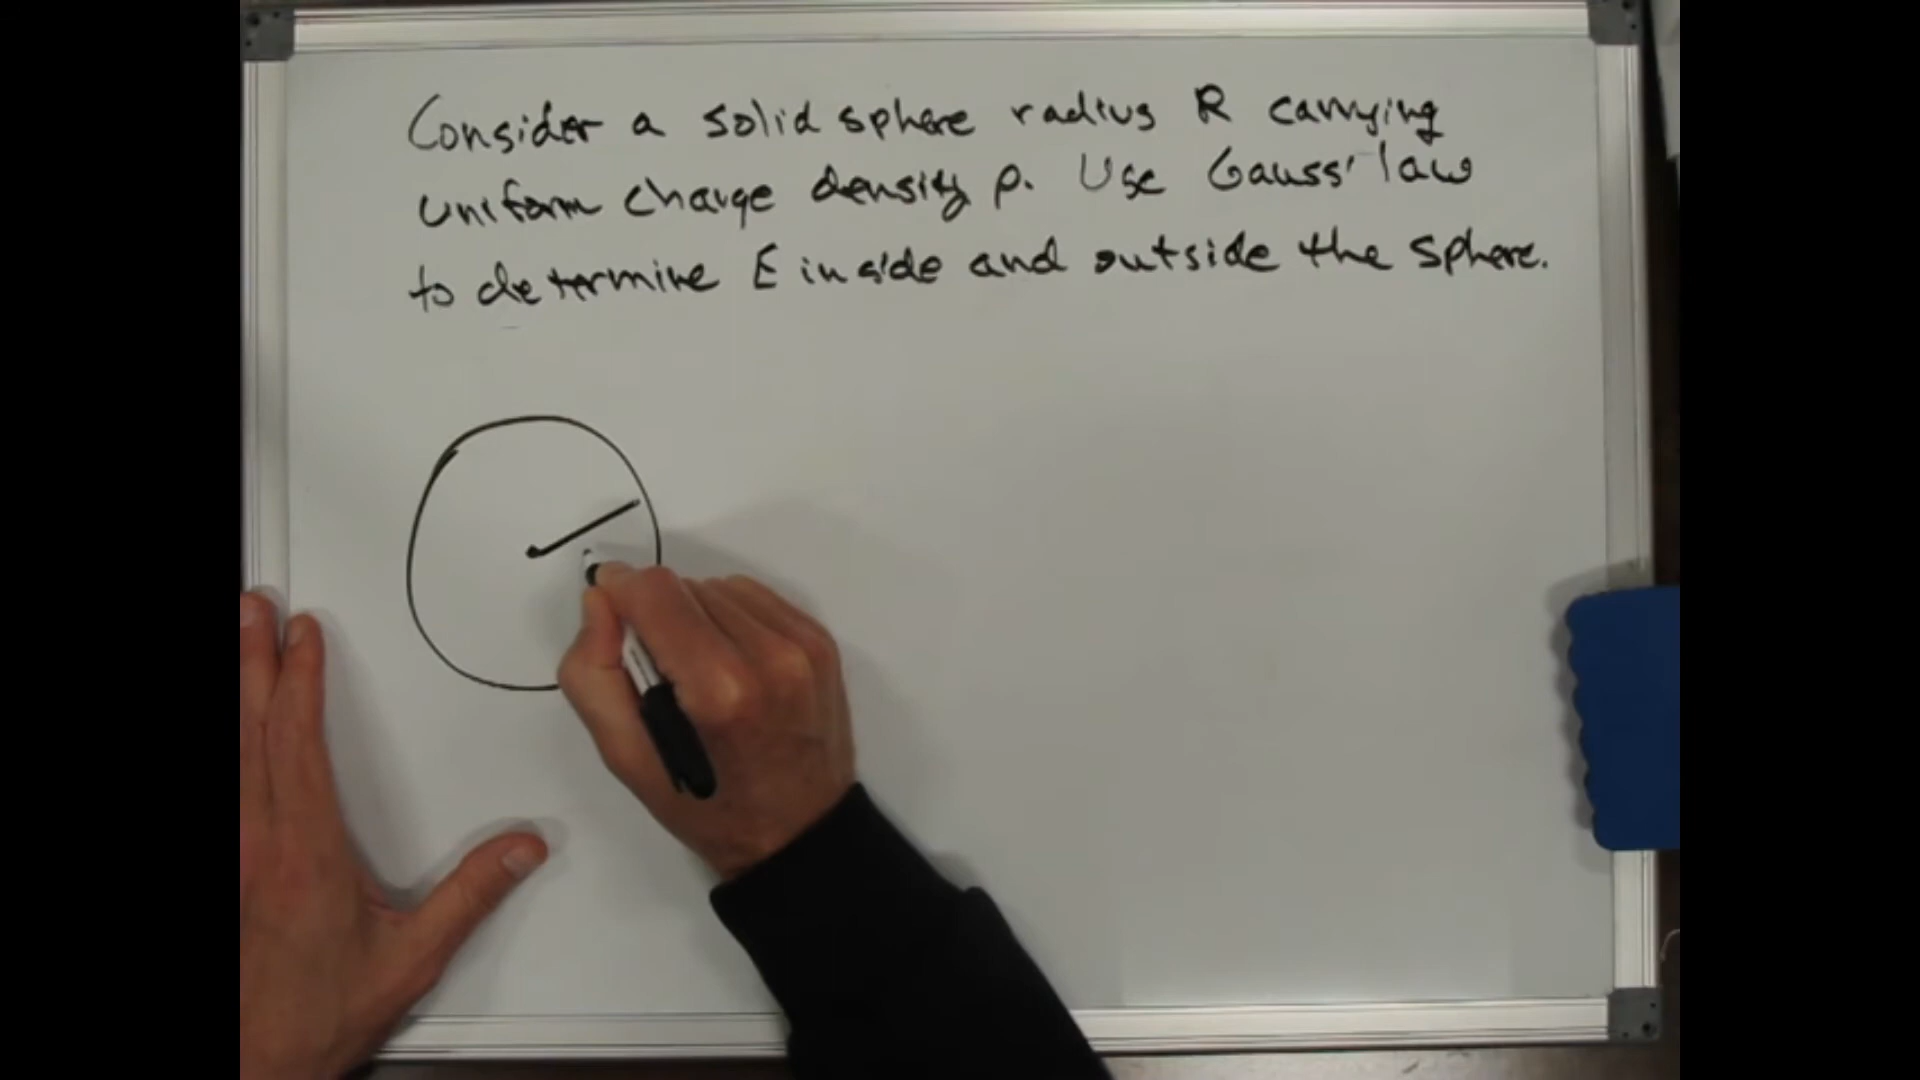 Consider a solid sphere radius R carrying
uniform charge density ρ. Use Gauss' law
to determine E inside and outside the sphere.